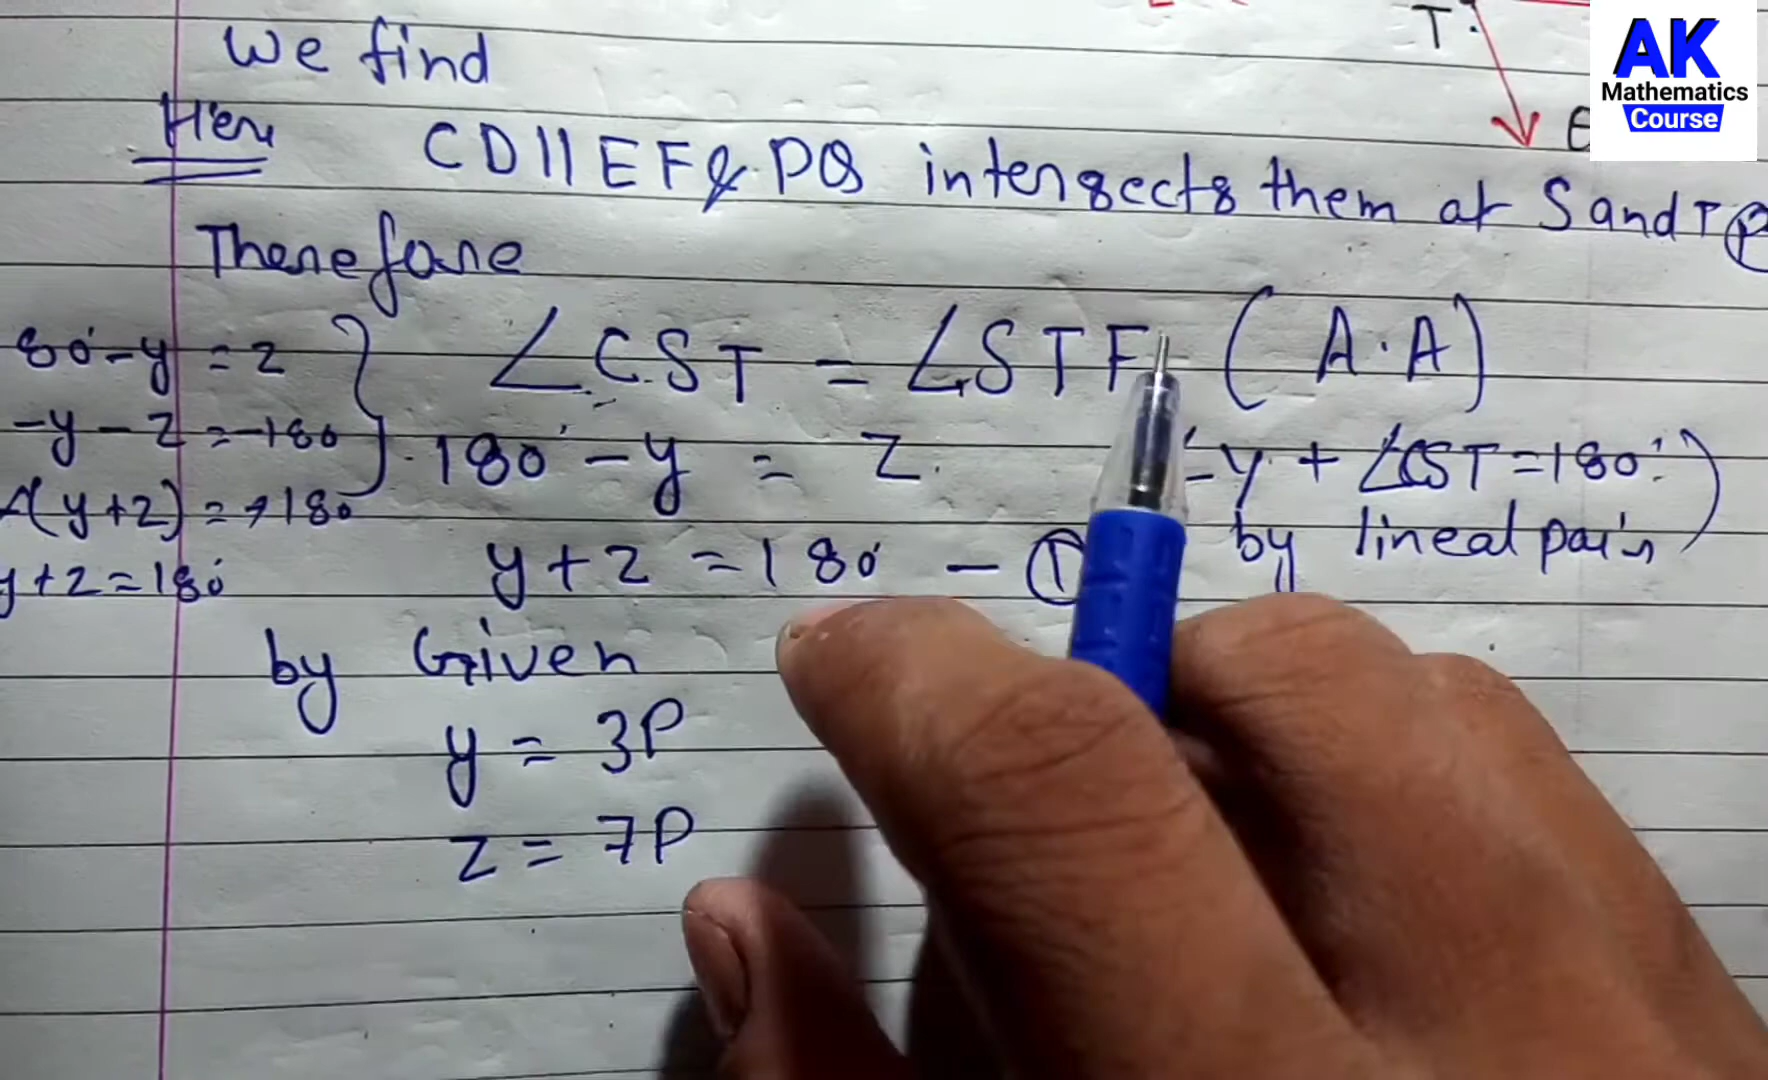 T.
AK
Mathematics
Course
E
We find
Here CD || EF & PQ intersects them at S and T
Therefore
80°-y = z
∠CST = ∠STF (A.A)
-y-z = -180
180°-y = z
-y + ∠CST = 180°
-(y+z) = -180
by lineal pair
y+z = 180°
y+z = 180° - ①
by Given
y = 3P
z = 7P